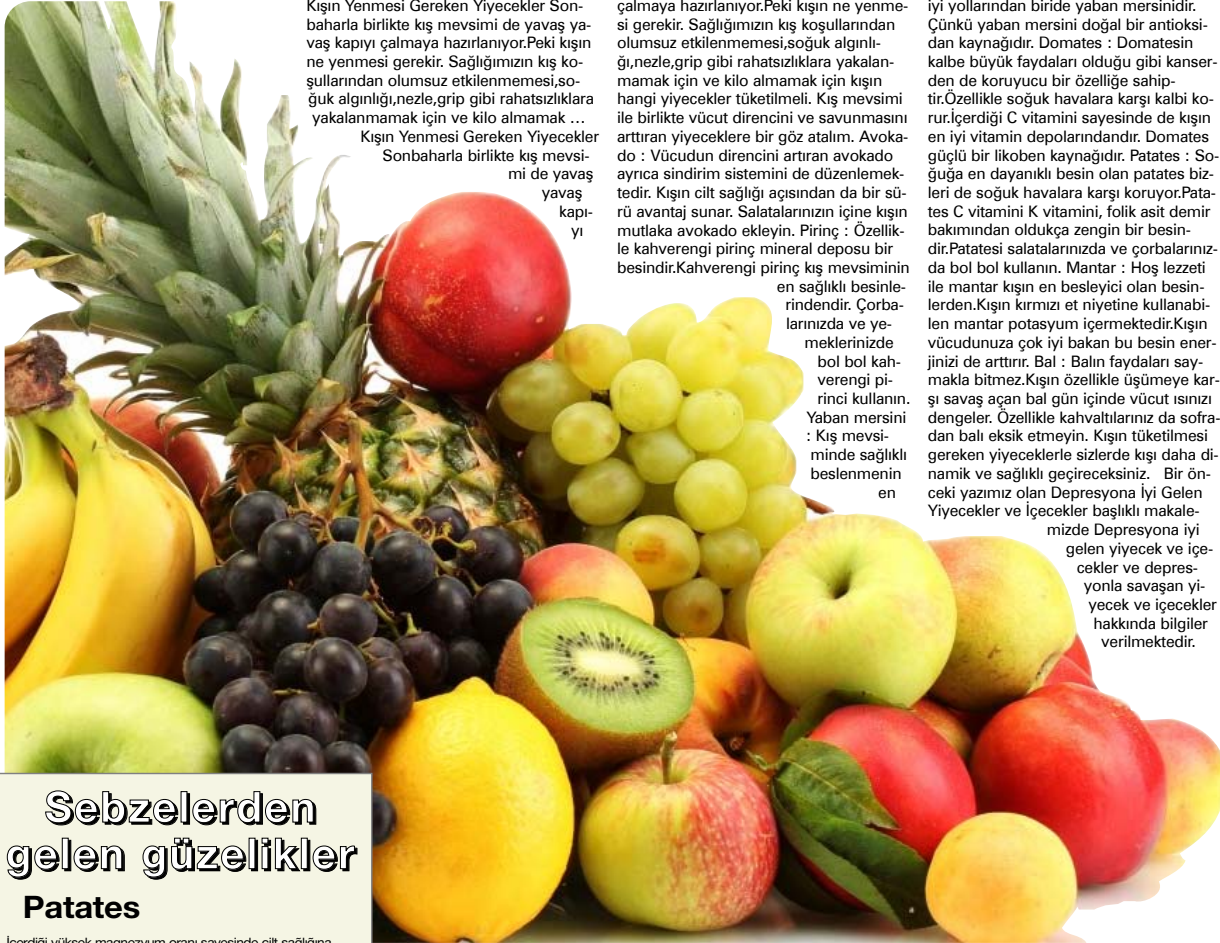 Kışın Yenmesi Gereken Yiyecekler Son-
baharla birlikte kış mevsimi de yavaş ya-
vaş kapıyı çalmaya hazırlanıyor.Peki kışın
ne yenmesi gerekir. Sağlığımızın kış ko-
şullarından olumsuz etkilenmemesi,so-
ğuk algınlığı,nezle,grip gibi rahatsızlıklara
yakalanmamak için ve kilo almamak …
Kışın Yenmesi Gereken Yiyecekler
Sonbaharla birlikte kış mevsi-
mi de yavaş
yavaş
kapı-
yı
çalmaya hazırlanıyor.Peki kışın ne yenme-
si gerekir. Sağlığımızın kış koşullarından
olumsuz etkilenmemesi,soğuk algınlı-
ğı,nezle,grip gibi rahatsızlıklara yakalan-
mamak için ve kilo almamak için kışın
hangi yiyecekler tüketilmeli. Kış mevsimi
ile birlikte vücut direncini ve savunmasını
arttıran yiyeceklere bir göz atalım. Avoka-
do : Vücudun direncini artıran avokado
ayrıca sindirim sistemini de düzenlemek-
tedir. Kışın cilt sağlığı açısından da bir sü-
rü avantaj sunar. Salatalarınızın içine kışın
mutlaka avokado ekleyin. Pirinç : Özellik-
le kahverengi pirinç mineral deposu bir
besindir.Kahverengi pirinç kış mevsiminin
en sağlıklı besinle-
rindendir. Çorba-
larınızda ve ye-
meklerinizde
bol bol kah-
verengi pi-
rinci kullanın.
Yaban mersini
: Kış mevsi-
minde sağlıklı
beslenmenin
en
iyi yollarından biride yaban mersinidir.
Çünkü yaban mersini doğal bir antioksi-
dan kaynağıdır. Domates : Domatesin
kalbe büyük faydaları olduğu gibi kanser-
den de koruyucu bir özelliğe sahip-
tir.Özellikle soğuk havalara karşı kalbi ko-
rur.İçerdiği C vitamini sayesinde de kışın
en iyi vitamin depolarındandır. Domates
güçlü bir likoben kaynağıdır. Patates : So-
ğuğa en dayanıklı besin olan patates biz-
leri de soğuk havalara karşı koruyor.Pata-
tes C vitamini K vitamini, folik asit demir
bakımından oldukça zengin bir besin-
dir.Patatesi salatalarınızda ve çorbalarınız-
da bol bol kullanın. Mantar : Hoş lezzeti
ile mantar kışın en besleyici olan besin-
lerden.Kışın kırmızı et niyetine kullanabi-
len mantar potasyum içermektedir.Kışın
vücudunuza çok iyi bakan bu besin ener-
jinizi de arttırır. Bal : Balın faydaları say-
makla bitmez.Kışın özellikle üşümeye kar-
şı savaş açan bal gün içinde vücut ısınızı
dengeler. Özellikle kahvaltılarınız da sofra-
dan balı eksik etmeyin. Kışın tüketilmesi
gereken yiyeceklerle sizlerde kışı daha di-
namik ve sağlıklı geçireceksiniz. Bir ön-
ceki yazımız olan Depresyona İyi Gelen
Yiyecekler ve İçecekler başlıklı makale-
mizde Depresyona iyi
gelen yiyecek ve içe-
cekler ve depres-
yonla savaşan yi-
yecek ve içecekler
hakkında bilgiler
verilmektedir.
Sebzelerden
gelen güzelikler
Patates
İçerdiği yüksek magnezyum oranı sayesinde cilt sağlığına